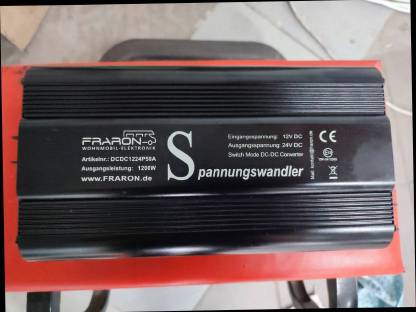 FRARON
WOHNMOBIL-ELEKTRONIK
Artikelnr.: DCDC1224P50A
Ausgangsleistung: 1200W
www.FRARON.de
Spannungswandler
Eingangsspannung: 12V DC
Ausgangsspannung: 24V DC
Switch Mode DC-DC Converter
CE